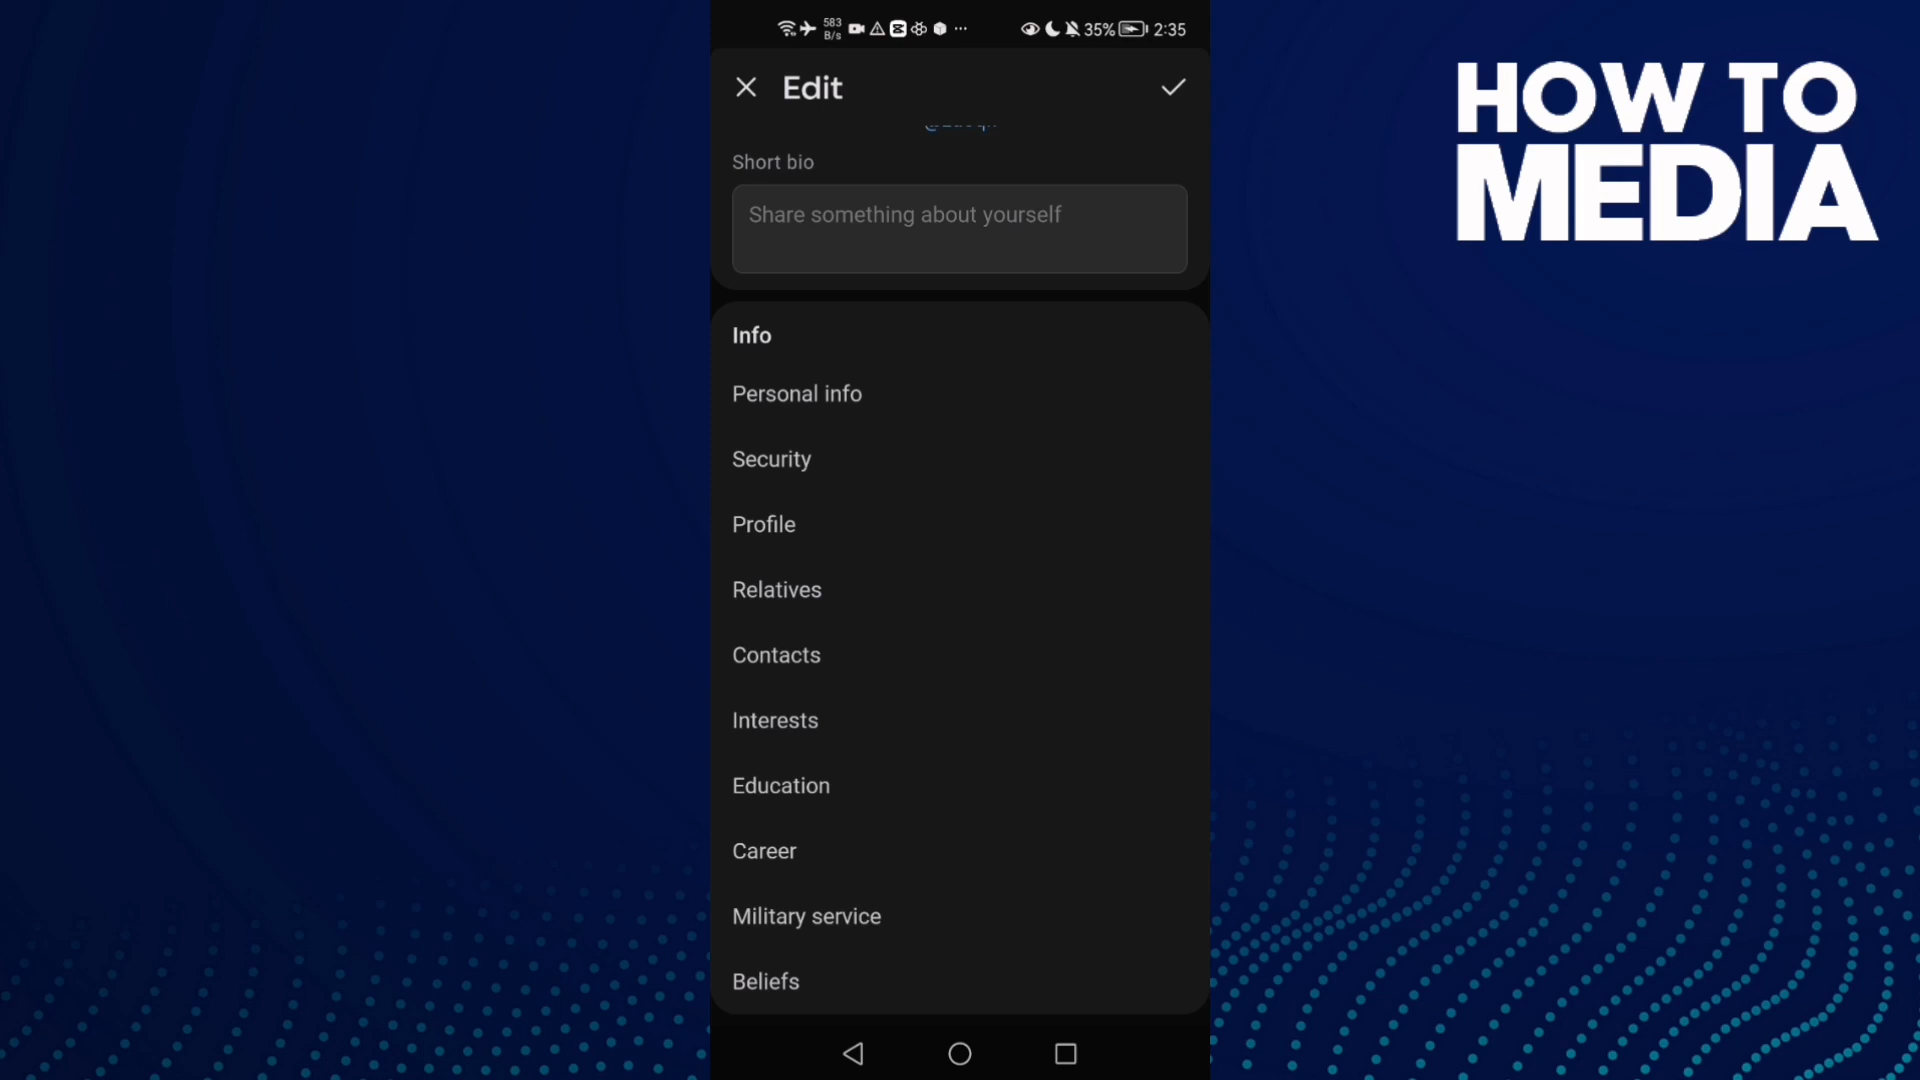 583
B/s
35%
2:35
Edit
Short bio
Share something about yourself
Info
Personal info
Security
Profile
Relatives
Contacts
Interests
Education
Career
Military service
Beliefs
HOW TO
MEDIA